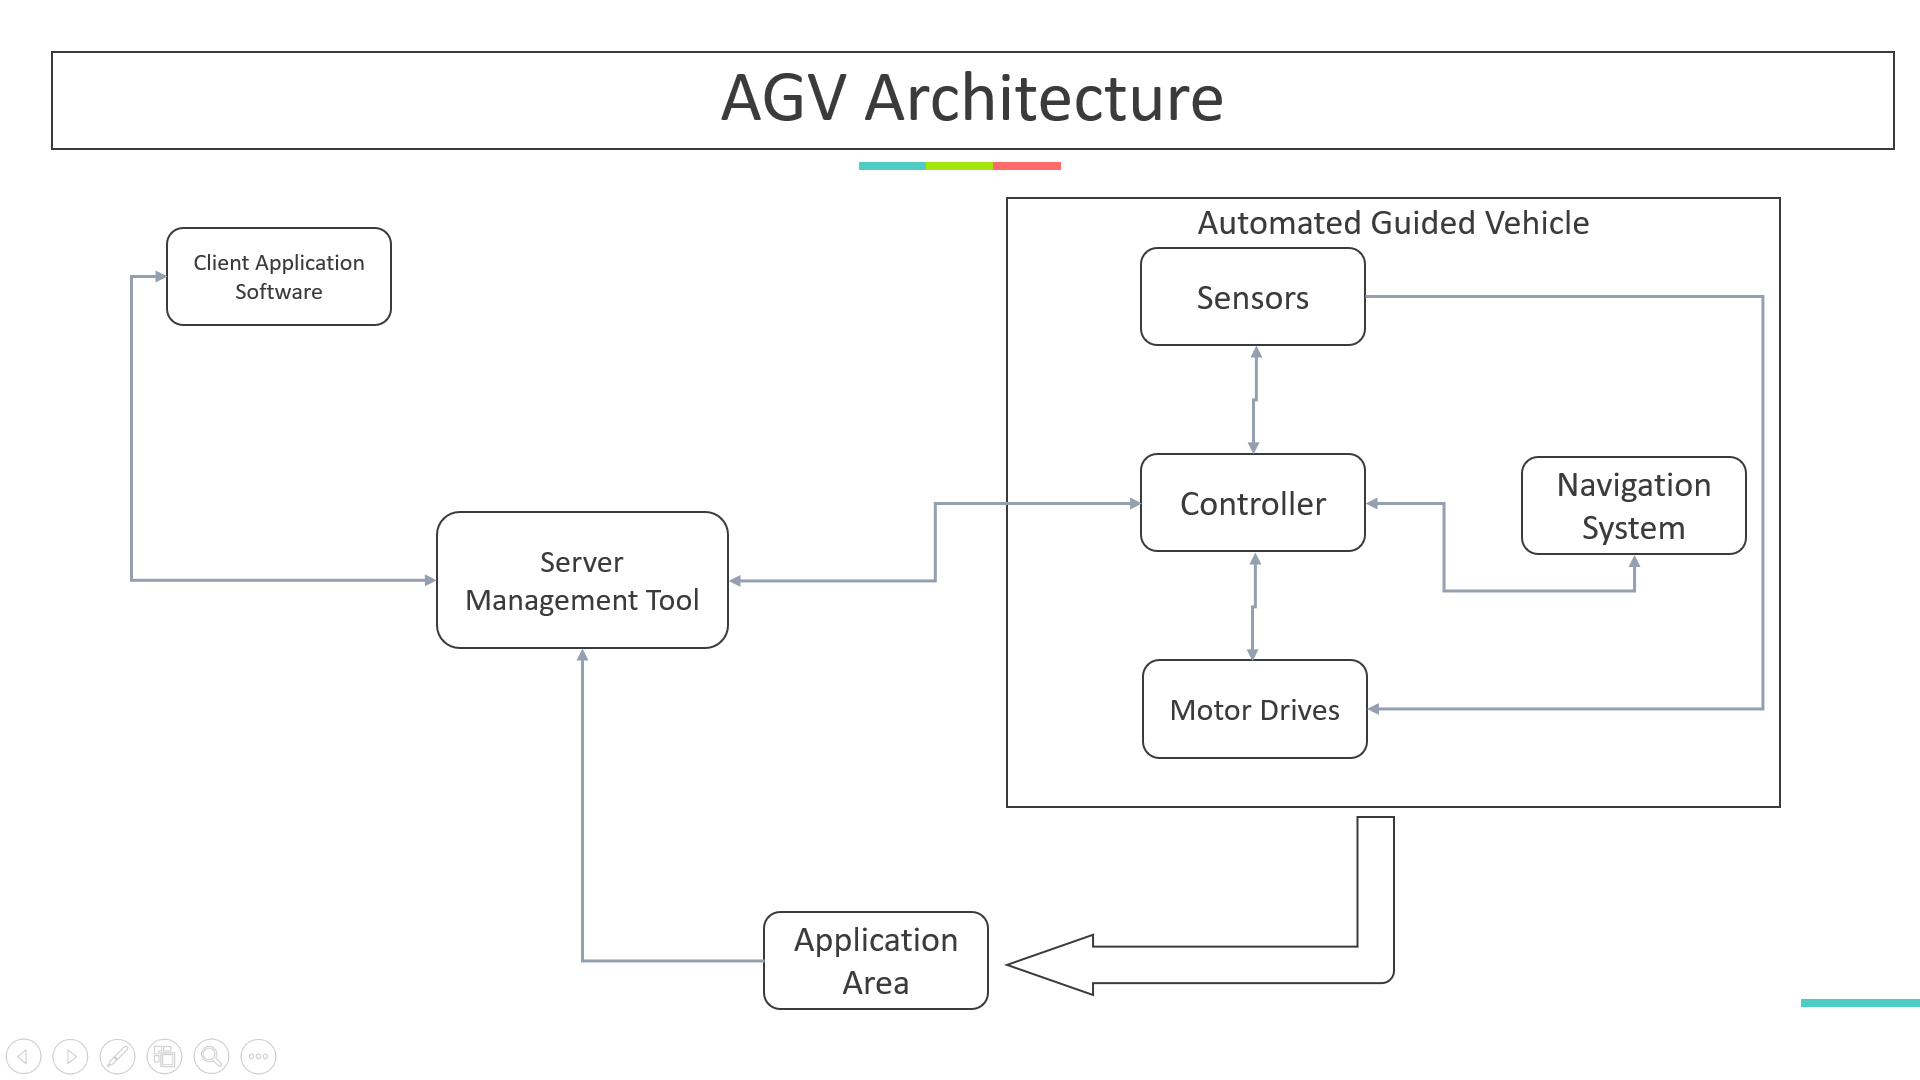 AGV Architecture
Automated Guided Vehicle
Client Application
Software
Sensors
Controller
Navigation
System
Server
Management Tool
Motor Drives
Application
Area